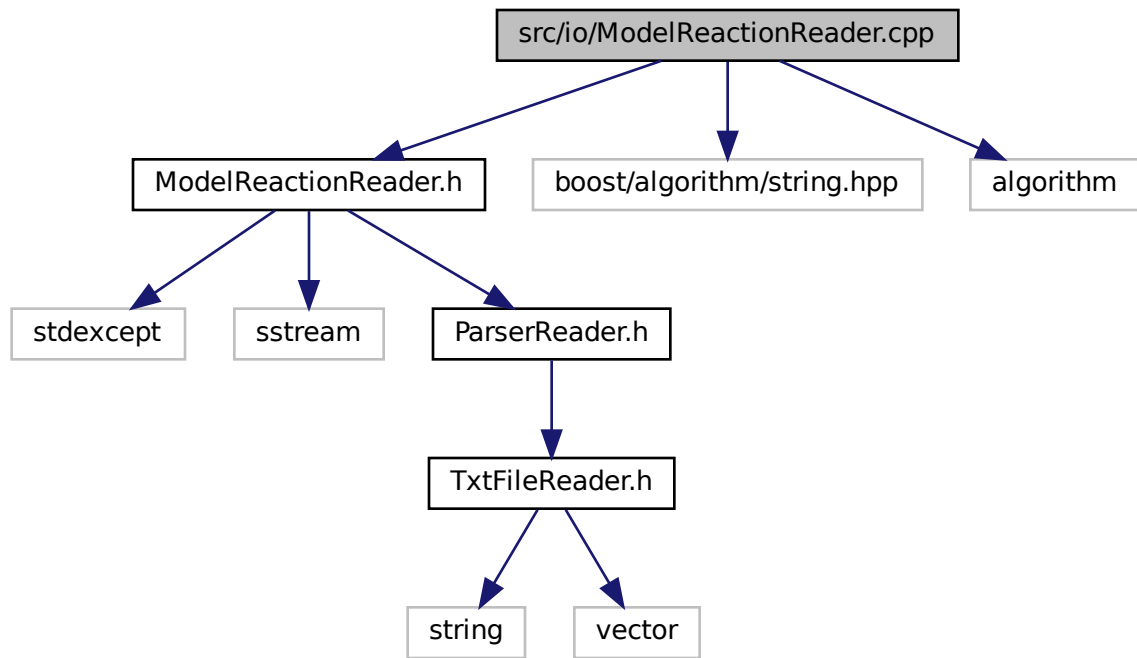 src/io/ModelReactionReader.cpp
ModelReactionReader.h
boost/algorithm/string.hpp
algorithm
stdexcept
sstream
ParserReader.h
TxtFileReader.h
string
vector